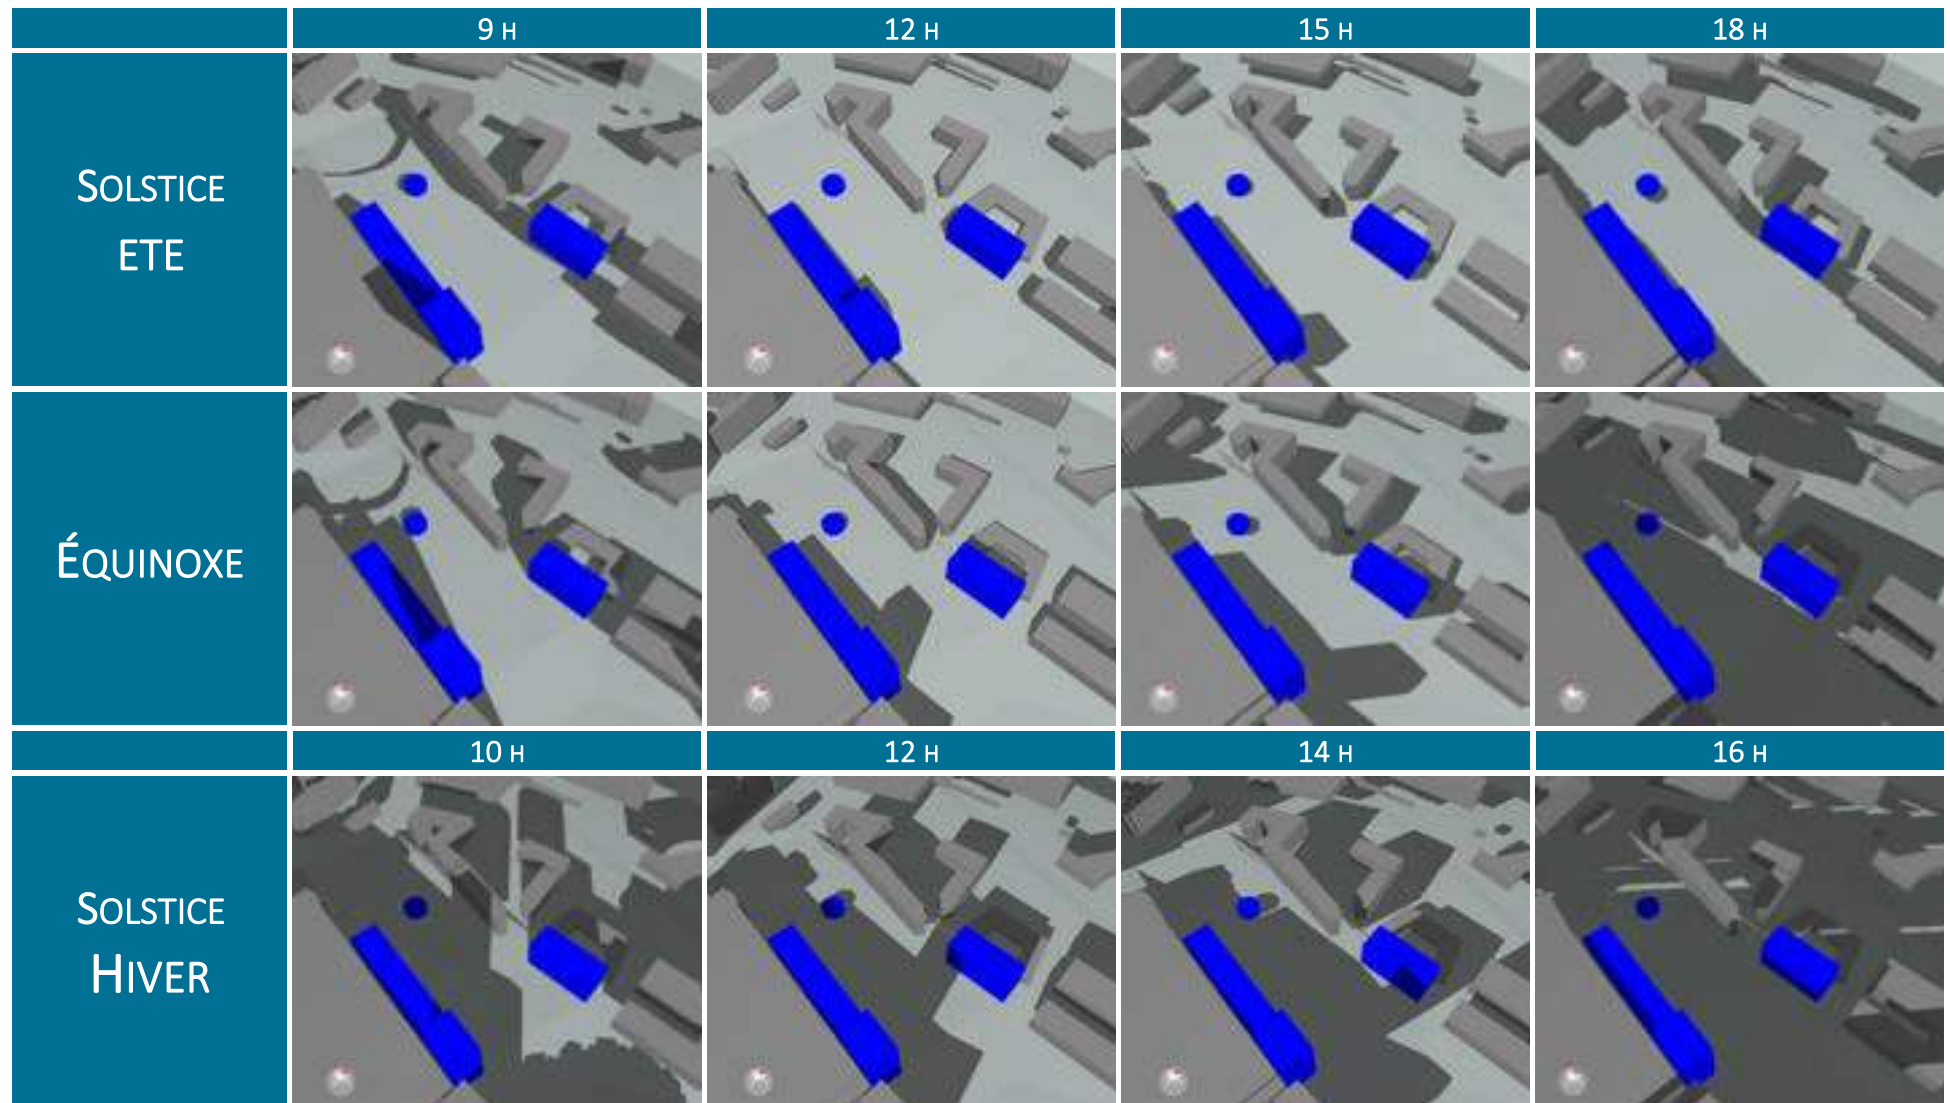 9 H
12 H
15 H
18 H
SOLSTICE
ETE
ÉQUINOXE
10 H
12 H
14 H
16 H
SOLSTICE
HIVER